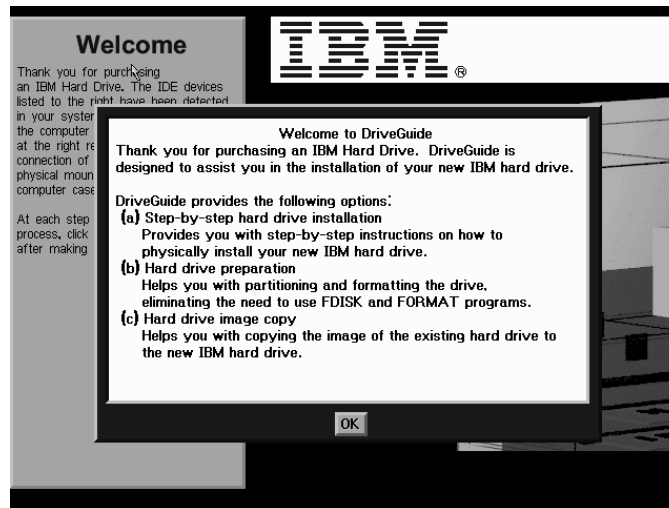 Welcome
Thank you for purchasing
an IBM Hard Drive. The IDE devices
listed to the right have been detected
in your
the computer
at the right
connection of
physical
computer case
At each step
process, click
after making
IBM®
Welcome to DriveGuide
Thank you for purchasing an IBM Hard Drive. DriveGuide is
designed to assist you in the installation of your new IBM hard drive.
DriveGuide provides the following options:
(a) Step-by-step hard drive installation
Provides you with step-by-step instructions on how to
physically install your new IBM hard drive.
(b) Hard drive preparation
Helps you with partitioning and formatting the drive,
eliminating the need to use FDISK and FORMAT programs.
(c) Hard drive image copy
Helps you with copying the image of the existing hard drive to
the new IBM hard drive.
OK